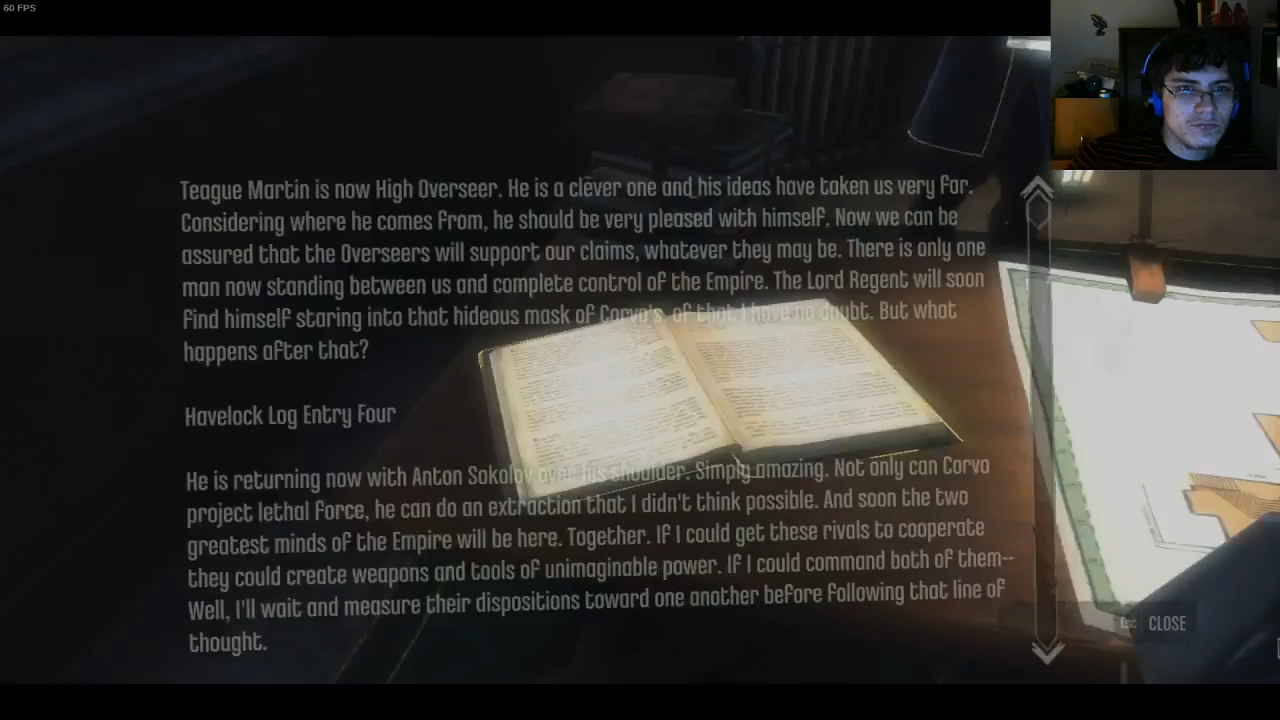 60 FPS
Teague Martin is now High Overseer. He is a clever one and his ideas have taken us very far.
Considering where he comes from, he should be very pleased with himself. Now we can be
assured that the Overseers will support our claims, whatever they may be. There is only one
man now standing between us and complete control of the Empire. The Lord Regent will soon
find himself staring into that hideous mask of Corvo's, of that I have no doubt. But what
happens after that?
Havelock Log Entry Four
He is returning now with Anton Sokolov over his shoulder. Simply amazing. Not only can Corvo
project lethal force, he can do an extraction that I didn't think possible. And soon the two
greatest minds of the Empire will be here. Together. If I could get these rivals to cooperate
they could create weapons and tools of unimaginable power. If I could command both of them--
Well, I'll wait and measure their dispositions toward one another before following that line of
thought.
Esc CLOSE